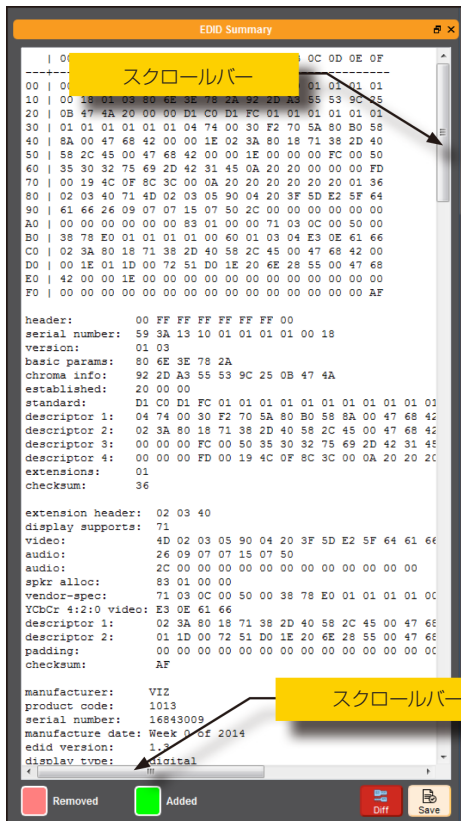 EDID Summary
| 00 0C 0D 0E 0F
---+---
00 | 00 01 01 01 01
スクロールバー
10 | 00 18 01 03 80 6E 3E 78 2A 92 2D A3 55 53 9C 25
20 | 0B 47 4A 20 00 00 D1 C0 D1 FC 01 01 01 01 01 01
30 | 01 01 01 01 01 01 04 74 00 30 F2 70 5A 80 B0 58
40 | 8A 00 47 68 42 00 00 1E 02 3A 80 18 71 38 2D 40
50 | 58 2C 45 00 47 68 42 00 00 1E 00 00 00 FC 00 50
60 | 35 30 32 75 69 2D 42 31 45 0A 20 20 00 00 00 FD
70 | 00 19 4C 0F 8C 3C 00 0A 20 20 20 20 20 20 01 36
80 | 02 03 40 71 4D 02 03 05 90 04 20 3F 5D E2 5F 64
90 | 61 66 26 09 07 07 15 07 50 2C 00 00 00 00 00 00
A0 | 00 00 00 00 00 83 01 00 00 71 03 0C 00 50 00
B0 | 38 78 E0 01 01 01 01 00 60 01 03 04 E3 0E 61 66
C0 | 02 3A 80 18 71 38 2D 40 58 2C 45 00 47 68 42 00
D0 | 00 1E 01 1D 00 72 51 D0 1E 20 6E 28 55 00 47 68
E0 | 42 00 00 1E 00 00 00 00 00 00 00 00 00 00 00 00
F0 | 00 00 00 00 00 00 00 00 00 00 00 00 00 00 00 AF
header: 00 FF FF FF FF FF FF 00
serial number: 59 3A 13 10 01 01 01 01 00 18
version: 01 03
basic params: 80 6E 3E 78 2A
chroma info: 92 2D A3 55 53 9C 25 0B 47 4A
established: 20 00 00
standard: D1 C0 D1 FC 01 01 01 01 01 01 01 01 01 01 01 01
descriptor 1: 04 74 00 30 F2 70 5A 80 B0 58 8A 00 47 68 42
descriptor 2: 02 3A 80 18 71 38 2D 40 58 2C 45 00 47 68 42
descriptor 3: 00 00 00 FC 00 50 35 30 32 75 69 2D 42 31 45
descriptor 4: 00 00 00 FD 00 19 4C 0F 8C 3C 00 0A 20 20 20
extensions: 01
checksum: 36
extension header: 02 03 40
display supports: 71
video: 4D 02 03 05 90 04 20 3F 5D E2 5F 64 61 66
audio: 26 09 07 07 15 07 50
audio: 2C 00 00 00 00 00 00 00 00 00 00 00 00
spkr alloc: 83 01 00 00
vendor-spec: 71 03 0C 00 50 00 38 78 E0 01 01 01 01 00
YCbCr 4:2:0 video: E3 0E 61 66
descriptor 1: 02 3A 80 18 71 38 2D 40 58 2C 45 00 47 68
descriptor 2: 01 1D 00 72 51 D0 1E 20 6E 28 55 00 47 68
padding: 00 00 00 00 00 00 00 00 00 00 00 00 00 00
checksum: AF
manufacturer: VIZ
product code: 1013
serial number: 16843009
manufacture date: Week 0 of 2014
edid version: 1.3
display type: digital
スクロールバー
Removed
Added
Diff
Save